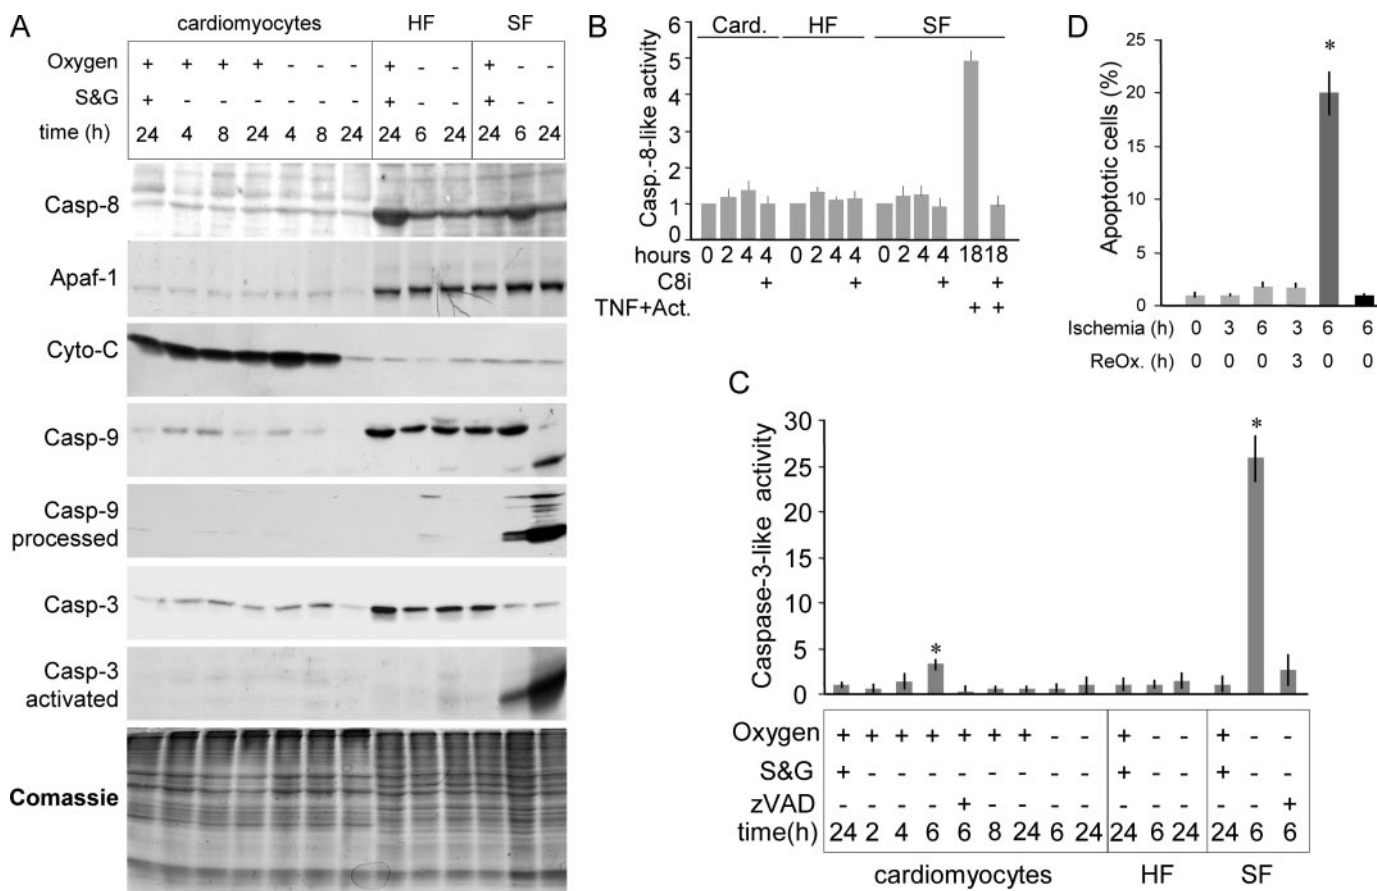 A
cardiomyocytes HF SF
Oxygen + + + + - - - + - - + - -
S&G + - - - - - - + - - + - -
time (h) 24 4 8 24 4 8 24 24 6 24 24 6 24
Casp-8
Apaf-1
Cyto-C
Casp-9
Casp-9
processed
Casp-3
Casp-3
activated
Comassie
B
Casp.-8-like activity
6
5
4
3
2
1
0
Card. HF SF
hours 0 2 4 4 0 2 4 4 0 2 4 4 18 18
C8i + + + +
TNF+Act. + +
D
Apoptotic cells (%)
25
20
15
10
5
0
*
Ischemia (h) 0 3 6 3 6 6
ReOx. (h) 0 0 0 3 0 0
C
Caspase-3-like activity
30
25
20
15
10
5
0
* *
Oxygen + + + + + + + - - + - - + - -
S&G + - - - - - - - - + - - + - -
zVAD - - - - + - - - - - - - - - +
time(h) 24 2 4 6 6 8 24 6 24 24 6 24 24 6 6
cardiomyocytes HF SF